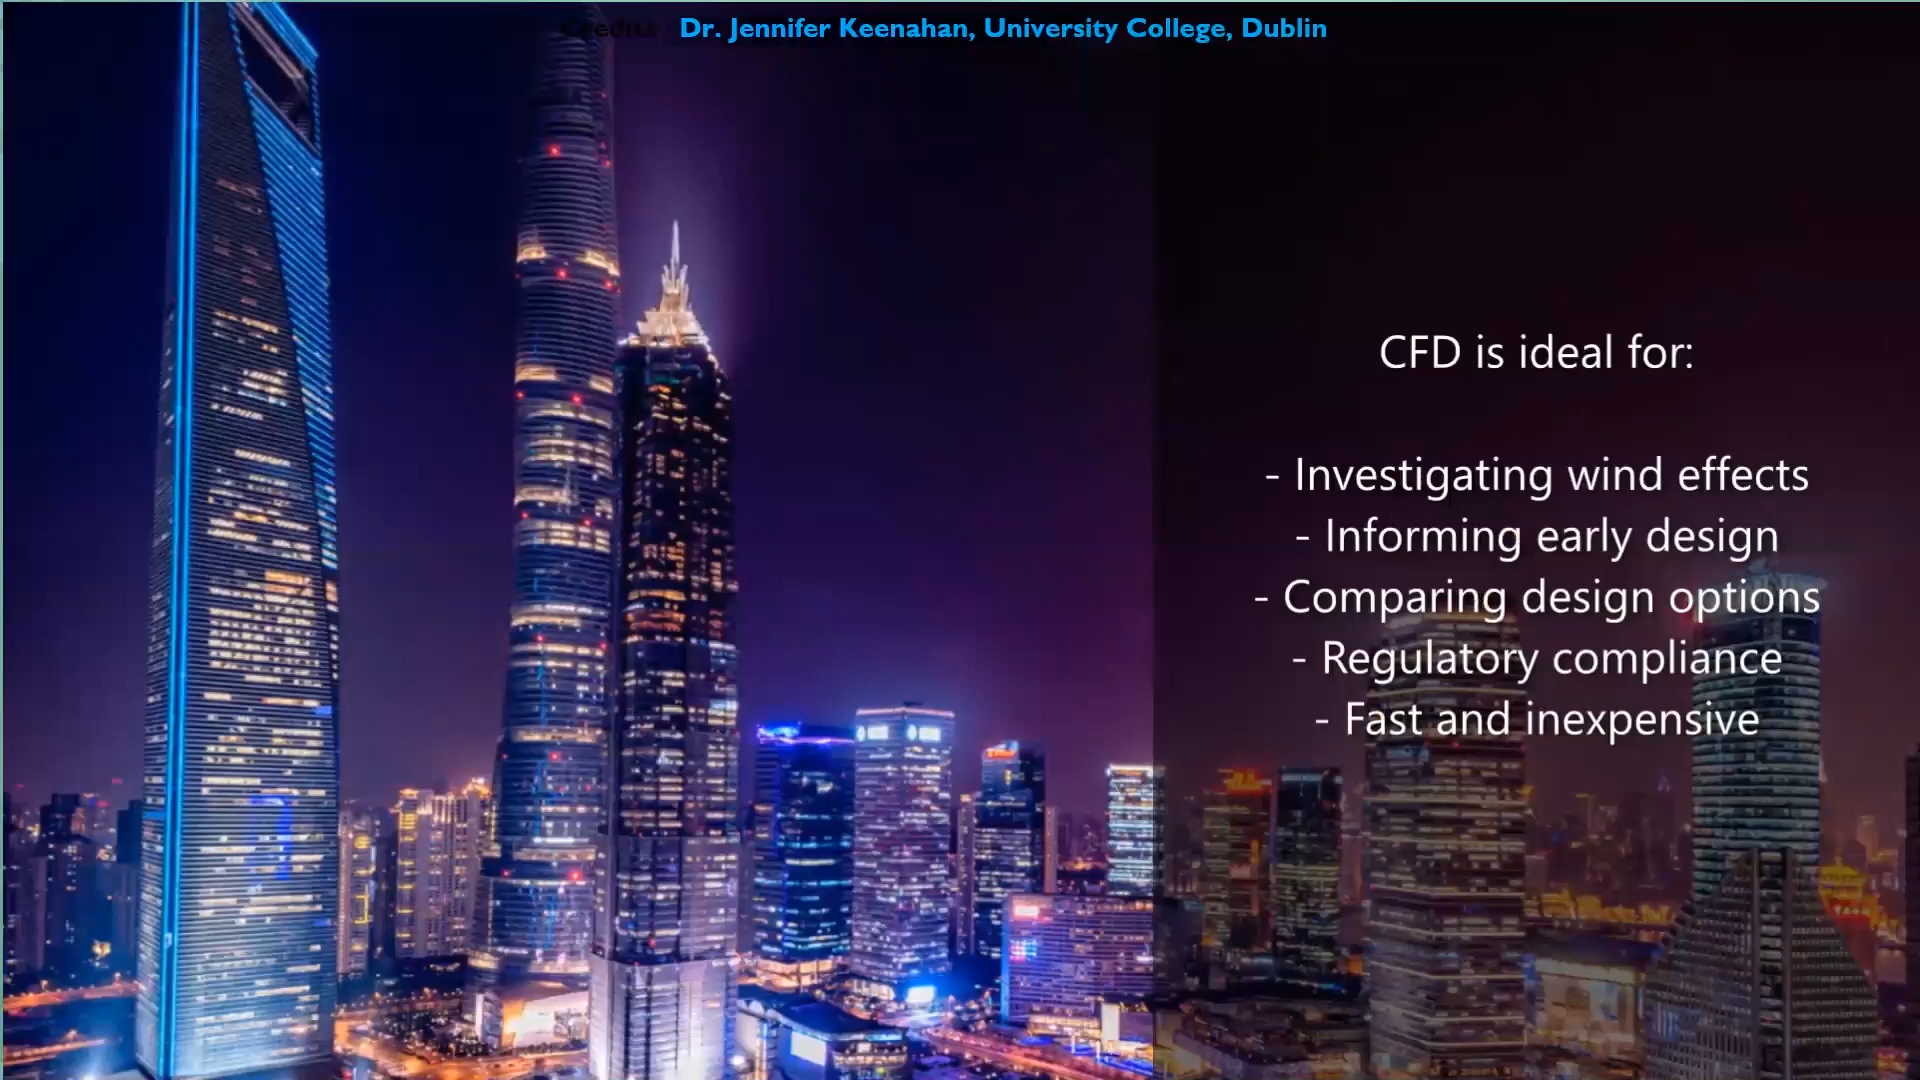 Credits Dr. Jennifer Keenahan, University College, Dublin
CFD is ideal for:
- Investigating wind effects
- Informing early design
- Comparing design options
- Regulatory compliance
- Fast and inexpensive